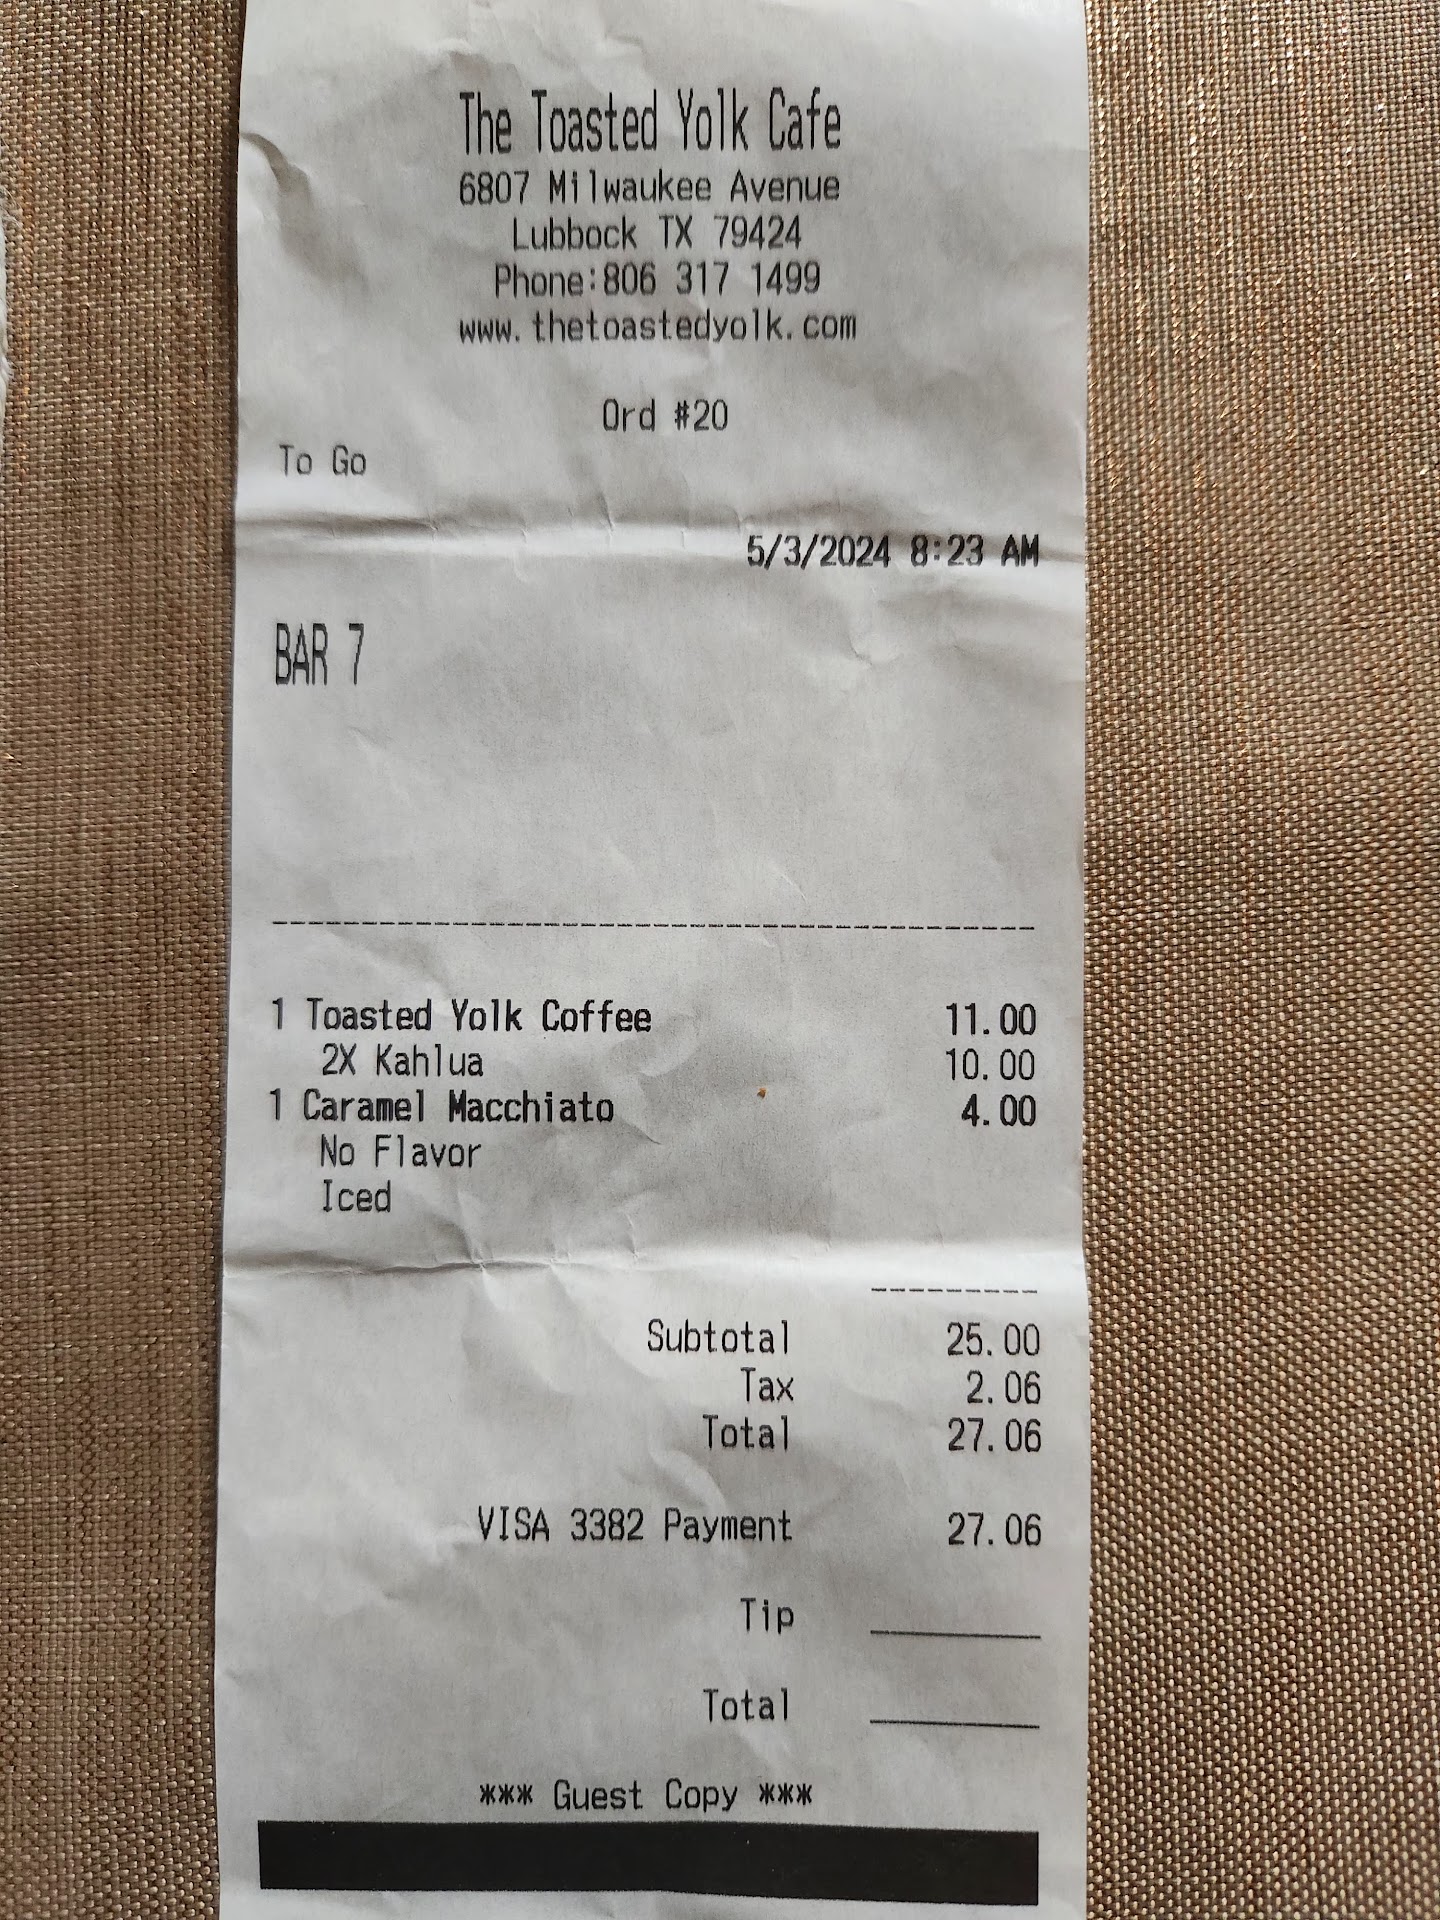 The Toasted Yolk Cafe
6807 Milwaukee Avenue
Lubbock TX 79424
Phone:806 317 1499
www.thetoastedyolk.com
Ord #20
To Go
5/3/2024 8:23 AM
BAR 7
1 Toasted Yolk Coffee 11.00
2X Kahlua 10.00
1 Caramel Macchiato 4.00
No Flavor
Iced
Subtotal 25.00
Tax 2.06
Total 27.06
VISA 3382 Payment 27.06
Tip
Total
*** Guest Copy ***